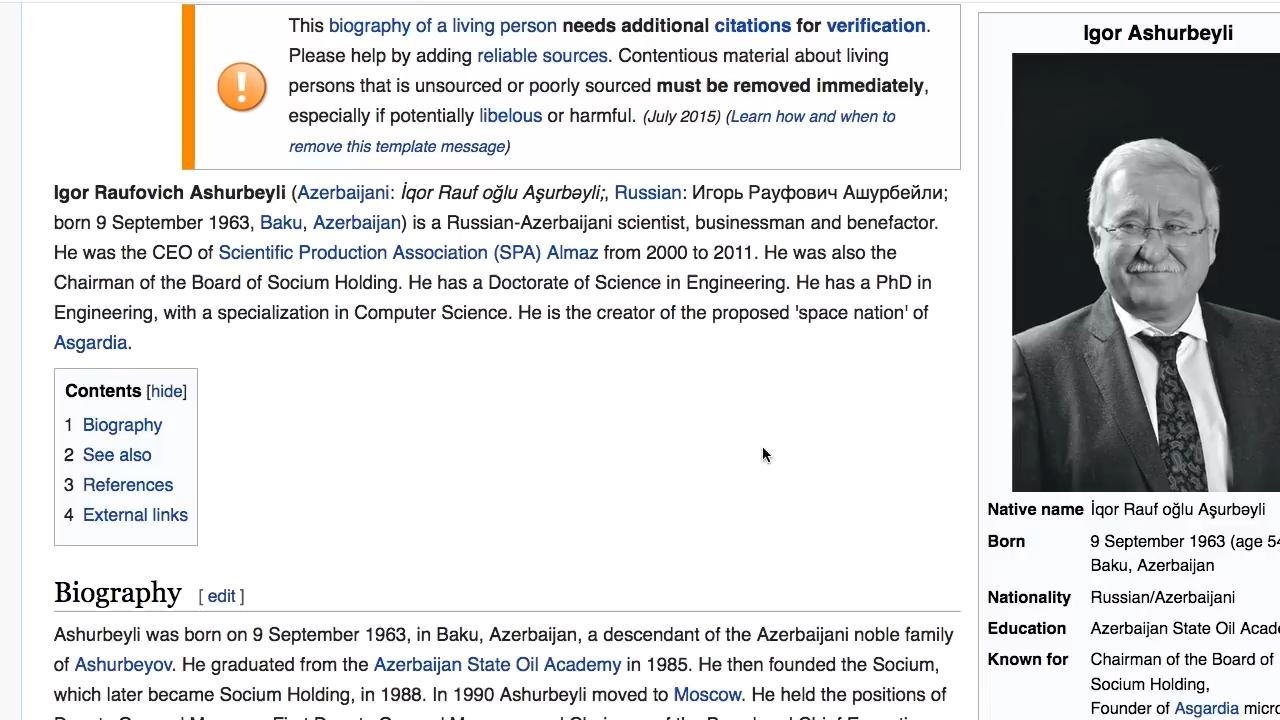 This biography of a living person needs additional citations for verification.
Please help by adding reliable sources. Contentious material about living
persons that is unsourced or poorly sourced must be removed immediately,
especially if potentially libelous or harmful. (July 2015) (Learn how and when to
remove this template message)
Igor Raufovich Ashurbeyli (Azerbaijani: İqor Rauf oğlu Aşurbəyli;, Russian: Игорь Рауфович Ашурбейли;
born 9 September 1963, Baku, Azerbaijan) is a Russian-Azerbaijani scientist, businessman and benefactor.
He was the CEO of Scientific Production Association (SPA) Almaz from 2000 to 2011. He was also the
Chairman of the Board of Socium Holding. He has a Doctorate of Science in Engineering. He has a PhD in
Engineering, with a specialization in Computer Science. He is the creator of the proposed 'space nation' of
Asgardia.
Contents [hide]
1 Biography
2 See also
3 References
4 External links
Biography [ edit ]
Ashurbeyli was born on 9 September 1963, in Baku, Azerbaijan, a descendant of the Azerbaijani noble family
of Ashurbeyov. He graduated from the Azerbaijan State Oil Academy in 1985. He then founded the Socium,
which later became Socium Holding, in 1988. In 1990 Ashurbeyli moved to Moscow. He held the positions of
Igor Ashurbeyli
Native name İqor Rauf oğlu Aşurbəyli
Born 9 September 1963 (age 54
Baku, Azerbaijan
Nationality Russian/Azerbaijani
Education Azerbaijan State Oil Acade
Known for Chairman of the Board of
Socium Holding,
Founder of Asgardia micro